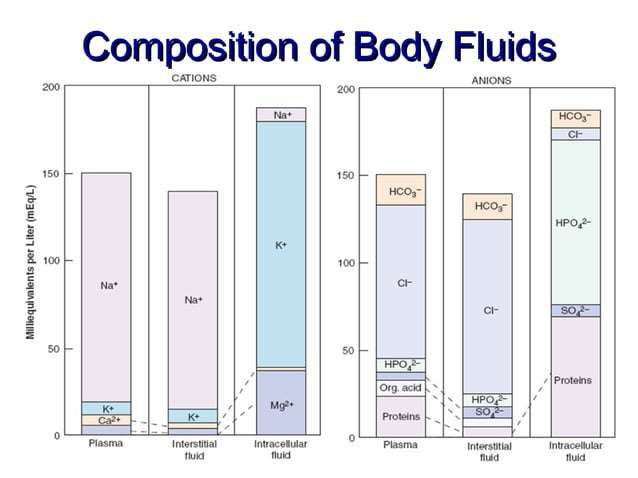 Composition of Body Fluids
CATIONS
Milliequivalents per Liter (mEq/L)
200
150
100
50
0
Na⁺
K⁺
Ca²⁺
Plasma
Na⁺
K⁺
Interstitial
fluid
Na⁺
K⁺
Mg²⁺
Intracellular
fluid
ANIONS
200
150
100
50
0
HCO₃⁻
Cl⁻
HPO₄²⁻
Org. acid
Proteins
Plasma
HCO₃⁻
Cl⁻
HPO₄²⁻
SO₄²⁻
Interstitial
fluid
HCO₃⁻
Cl⁻
HPO₄²⁻
SO₄²⁻
Proteins
Intracellular
fluid